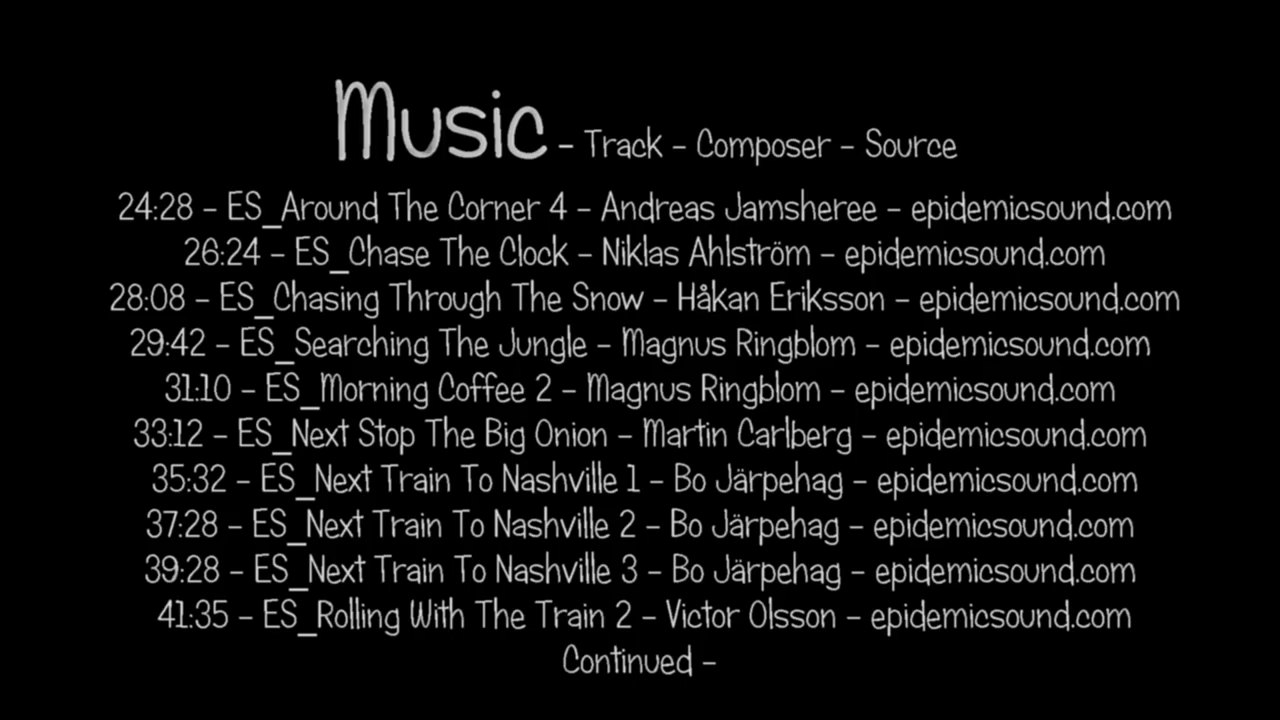 Music - Track - Composer - Source
24:28 - ES_Around The Corner 4 - Andreas Jamsheree - epidemicsound.com
26:24 - ES_Chase The Clock - Niklas Ahlström - epidemicsound.com
28:08 - ES_Chasing Through The Snow - Håkan Eriksson - epidemicsound.com
29:42 - ES_Searching The Jungle - Magnus Ringblom - epidemicsound.com
31:10 - ES_Morning Coffee 2 - Magnus Ringblom - epidemicsound.com
33:12 - ES_Next Stop The Big Onion - Martin Carlberg - epidemicsound.com
35:32 - ES_Next Train To Nashville 1 - Bo Järpehag - epidemicsound.com
37:28 - ES_Next Train To Nashville 2 - Bo Järpehag - epidemicsound.com
39:28 - ES_Next Train To Nashville 3 - Bo Järpehag - epidemicsound.com
41:35 - ES_Rolling With The Train 2 - Victor Olsson - epidemicsound.com
Continued -